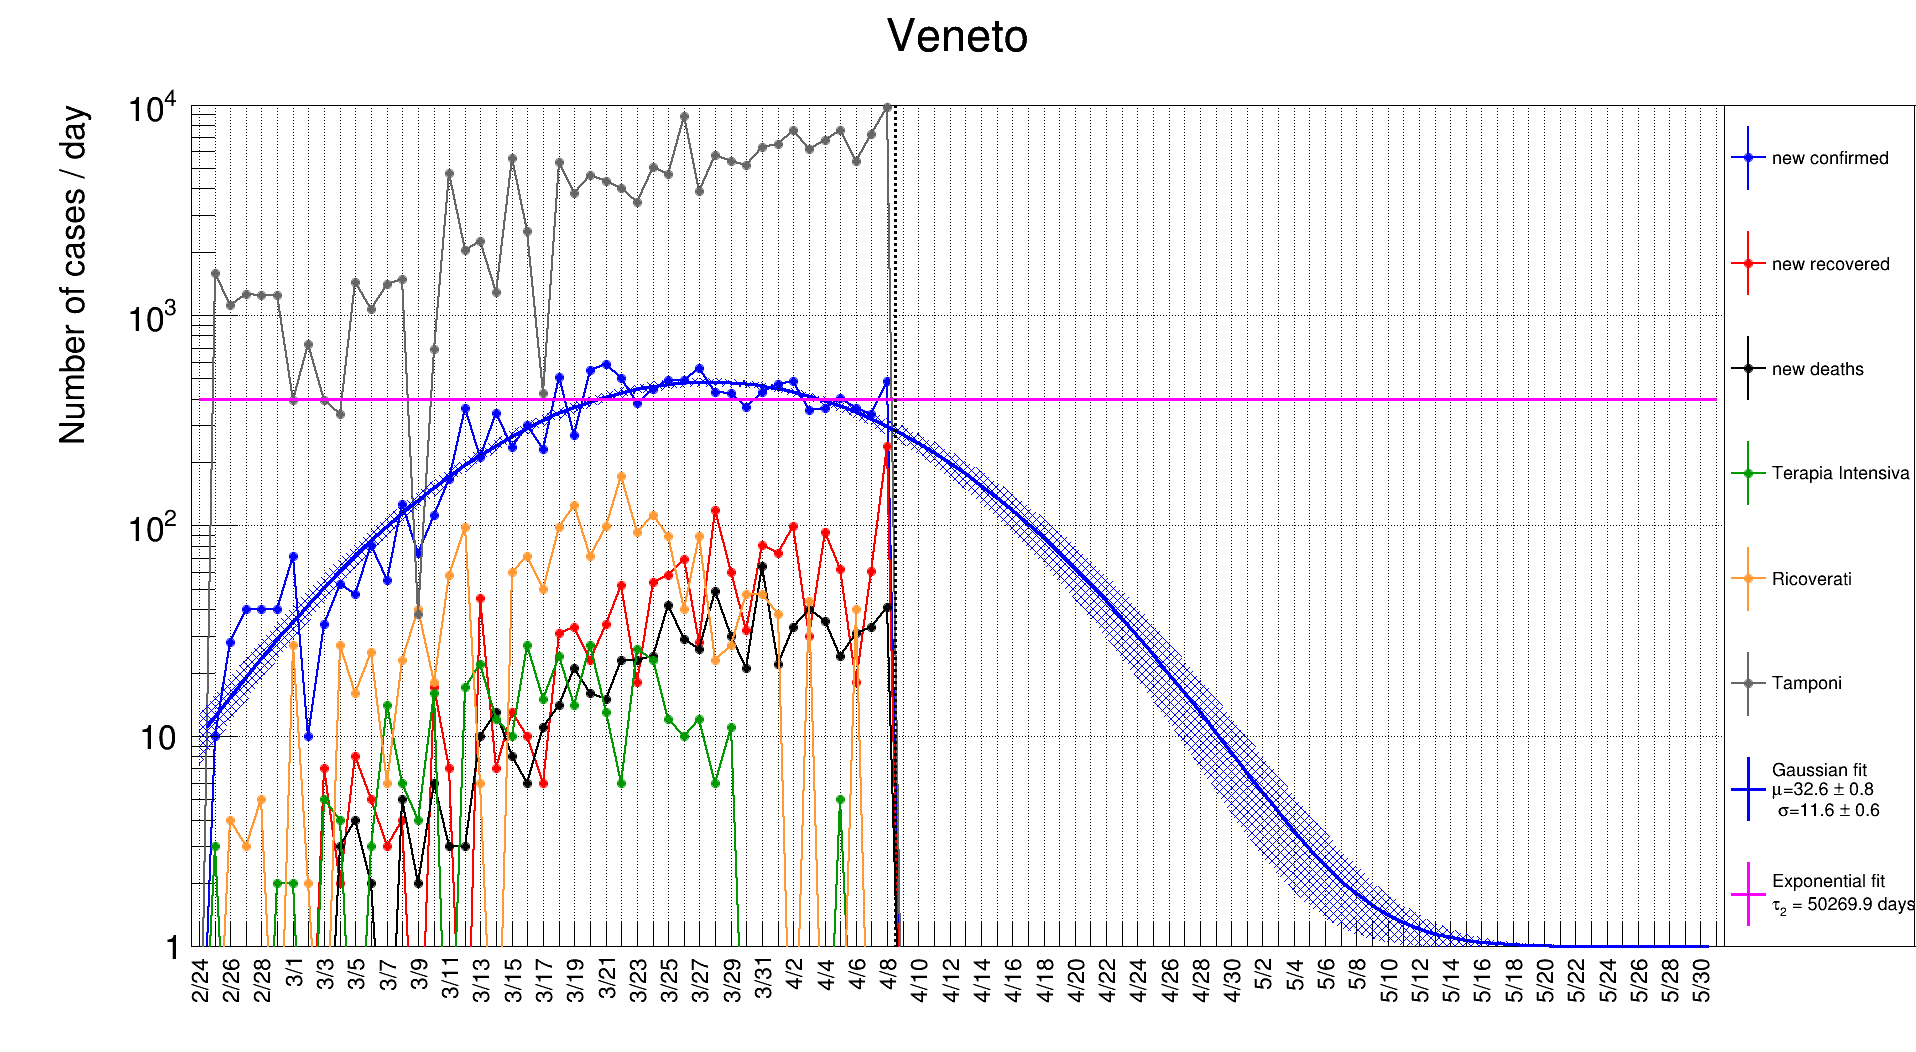 Veneto
Number of cases / day
10^4
10^3
10^2
10
1
2/24 2/26 2/28 3/1 3/3 3/5 3/7 3/9 3/11 3/13 3/15 3/17 3/19 3/21 3/23 3/25 3/27 3/29 3/31 4/2 4/4 4/6 4/8 4/10 4/12 4/14 4/16 4/18 4/20 4/22 4/24 4/26 4/28 4/30 5/2 5/4 5/6 5/8 5/10 5/12 5/14 5/16 5/18 5/20 5/22 5/24 5/26 5/28 5/30
new confirmed
new recovered
new deaths
Terapia Intensiva
Ricoverati
Tamponi
Gaussian fit
μ=32.6 ± 0.8
σ=11.6 ± 0.6
Exponential fit
τ₂ = 50269.9 days